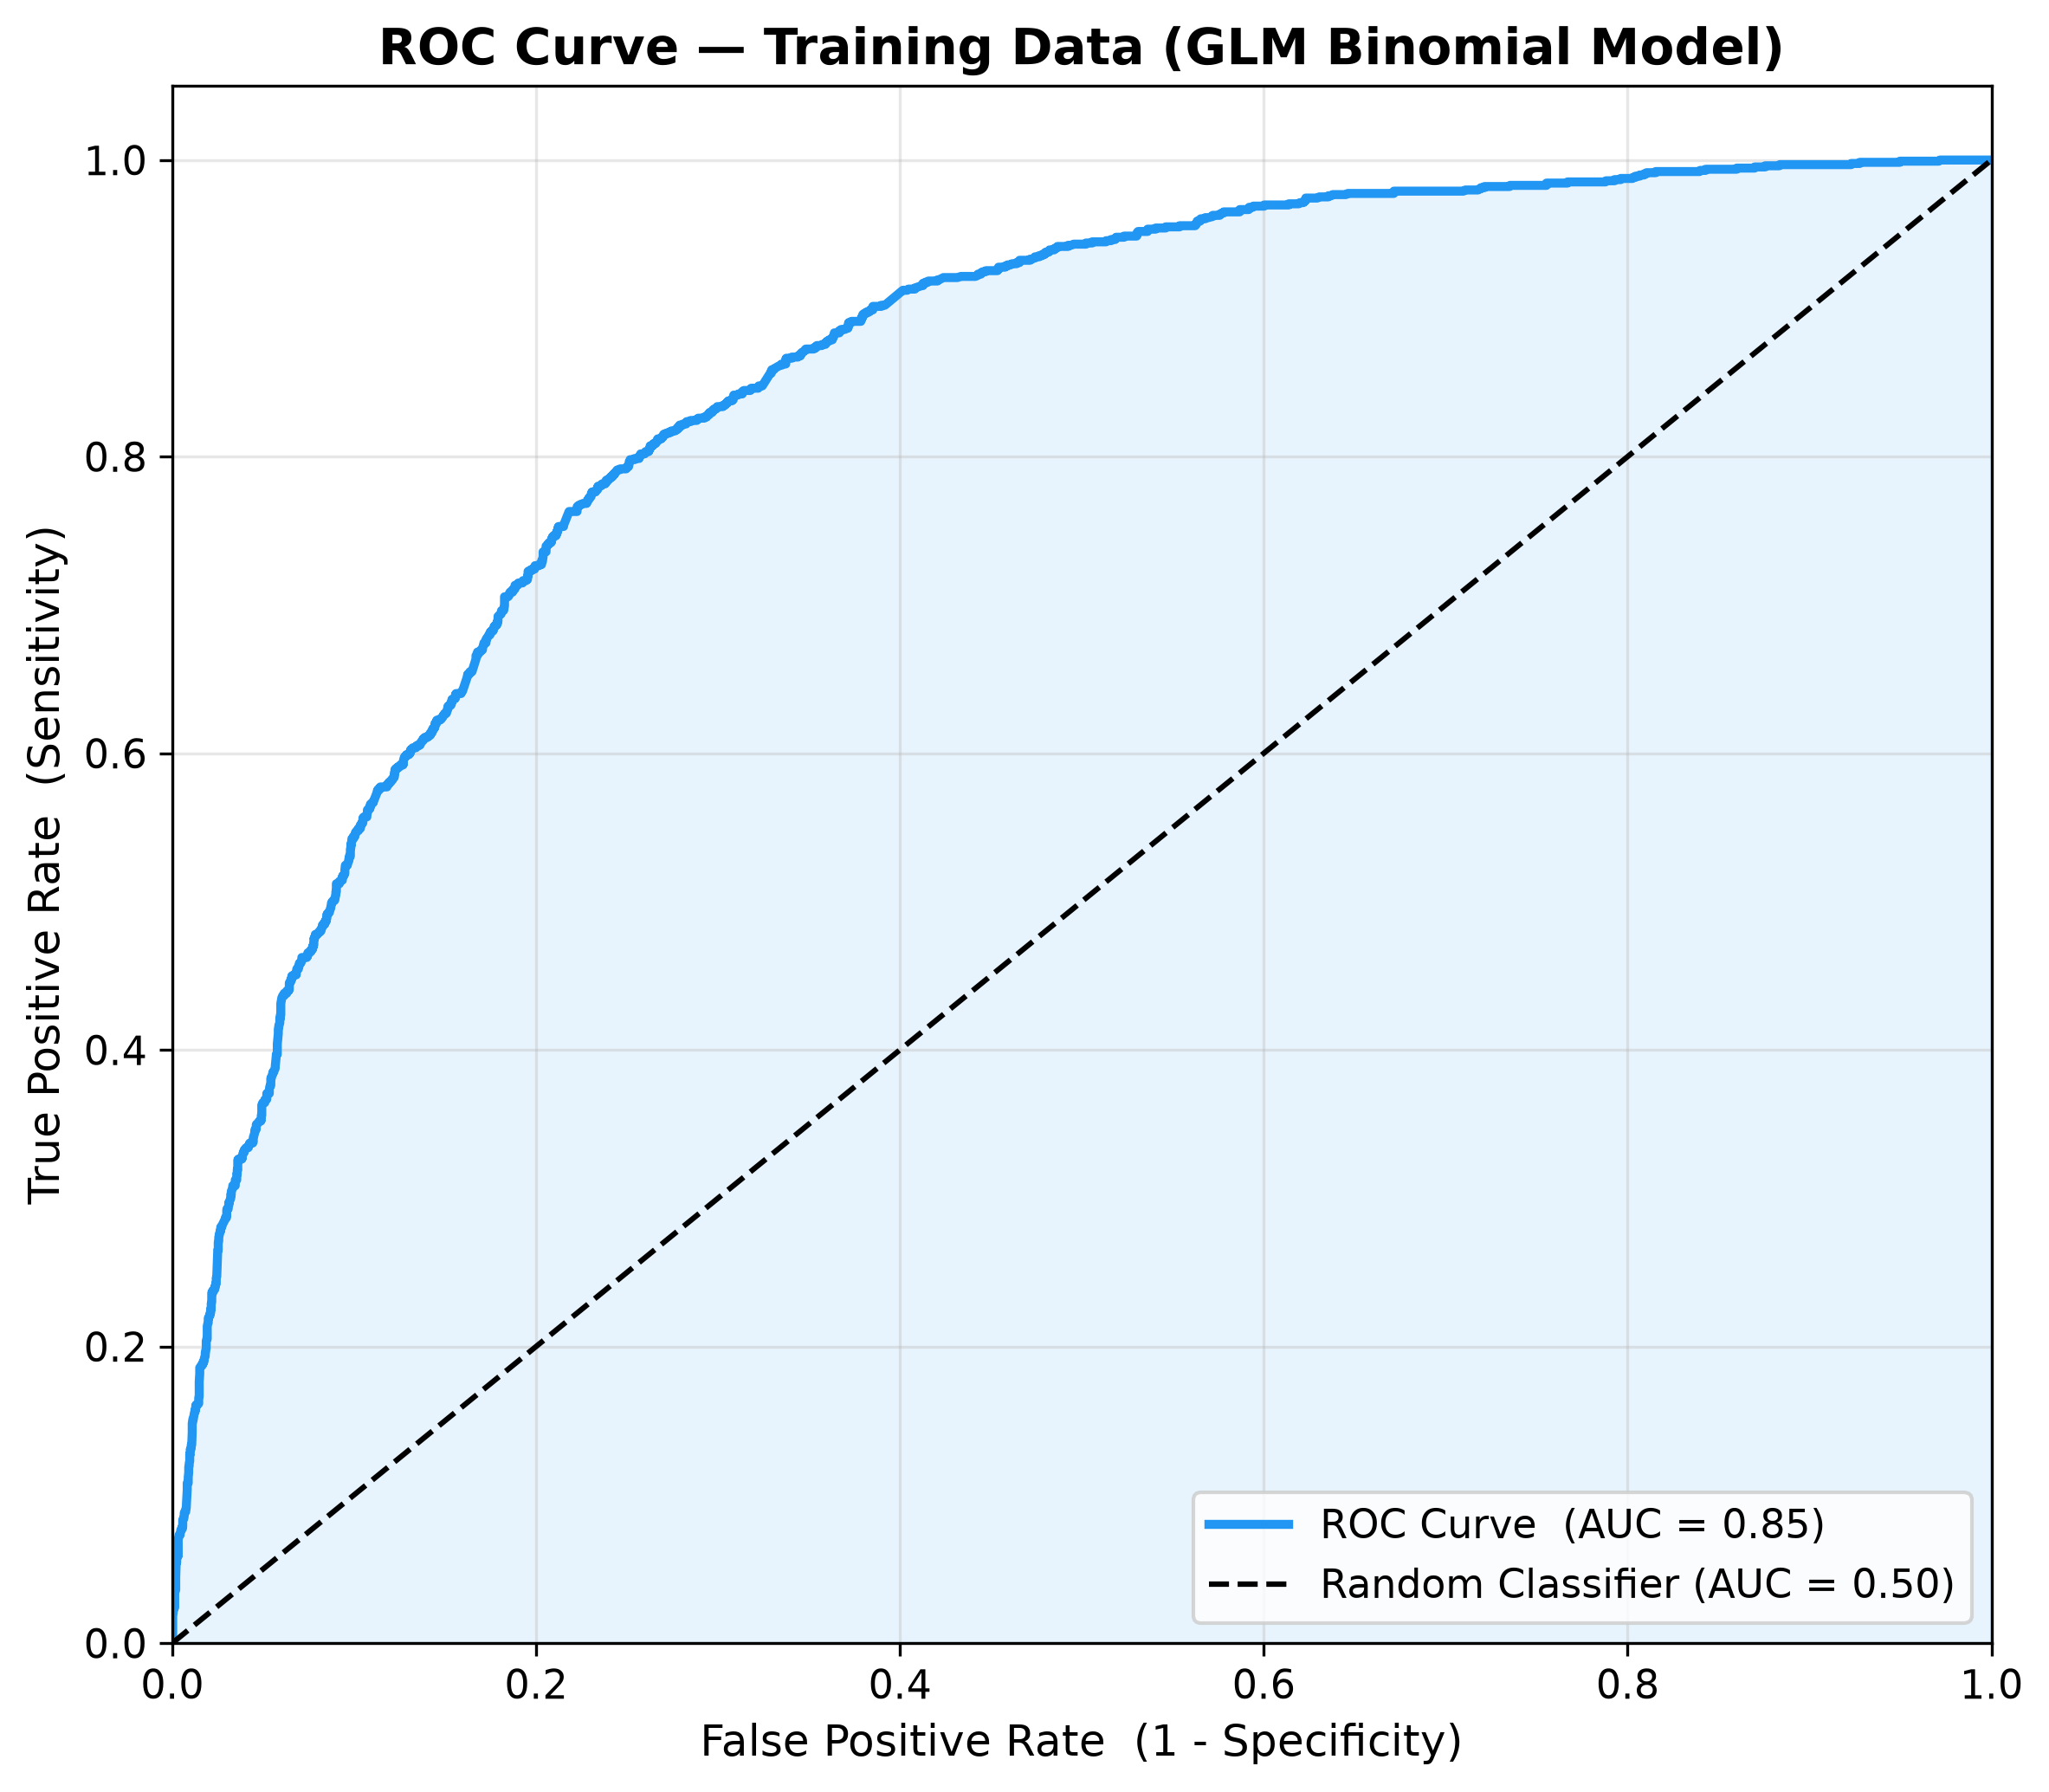 ROC Curve — Training Data (GLM Binomial Model)
True Positive Rate (Sensitivity)
1.0
0.8
0.6
0.4
0.2
0.0
0.0 0.2 0.4 0.6 0.8 1.0
False Positive Rate (1 - Specificity)
ROC Curve (AUC = 0.85)
Random Classifier (AUC = 0.50)